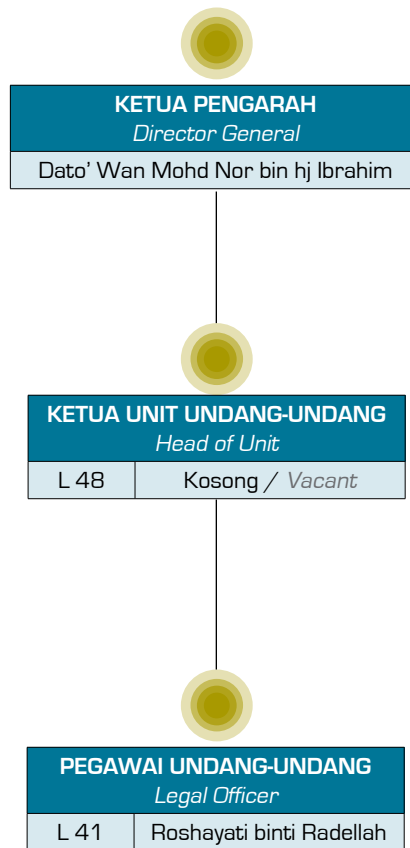 KETUA PENGARAH
Director General
Dato' Wan Mohd Nor bin hj Ibrahim
KETUA UNIT UNDANG-UNDANG
Head of Unit
L 48 Kosong / Vacant
PEGAWAI UNDANG-UNDANG
Legal Officer
L 41 Roshayati binti Radellah